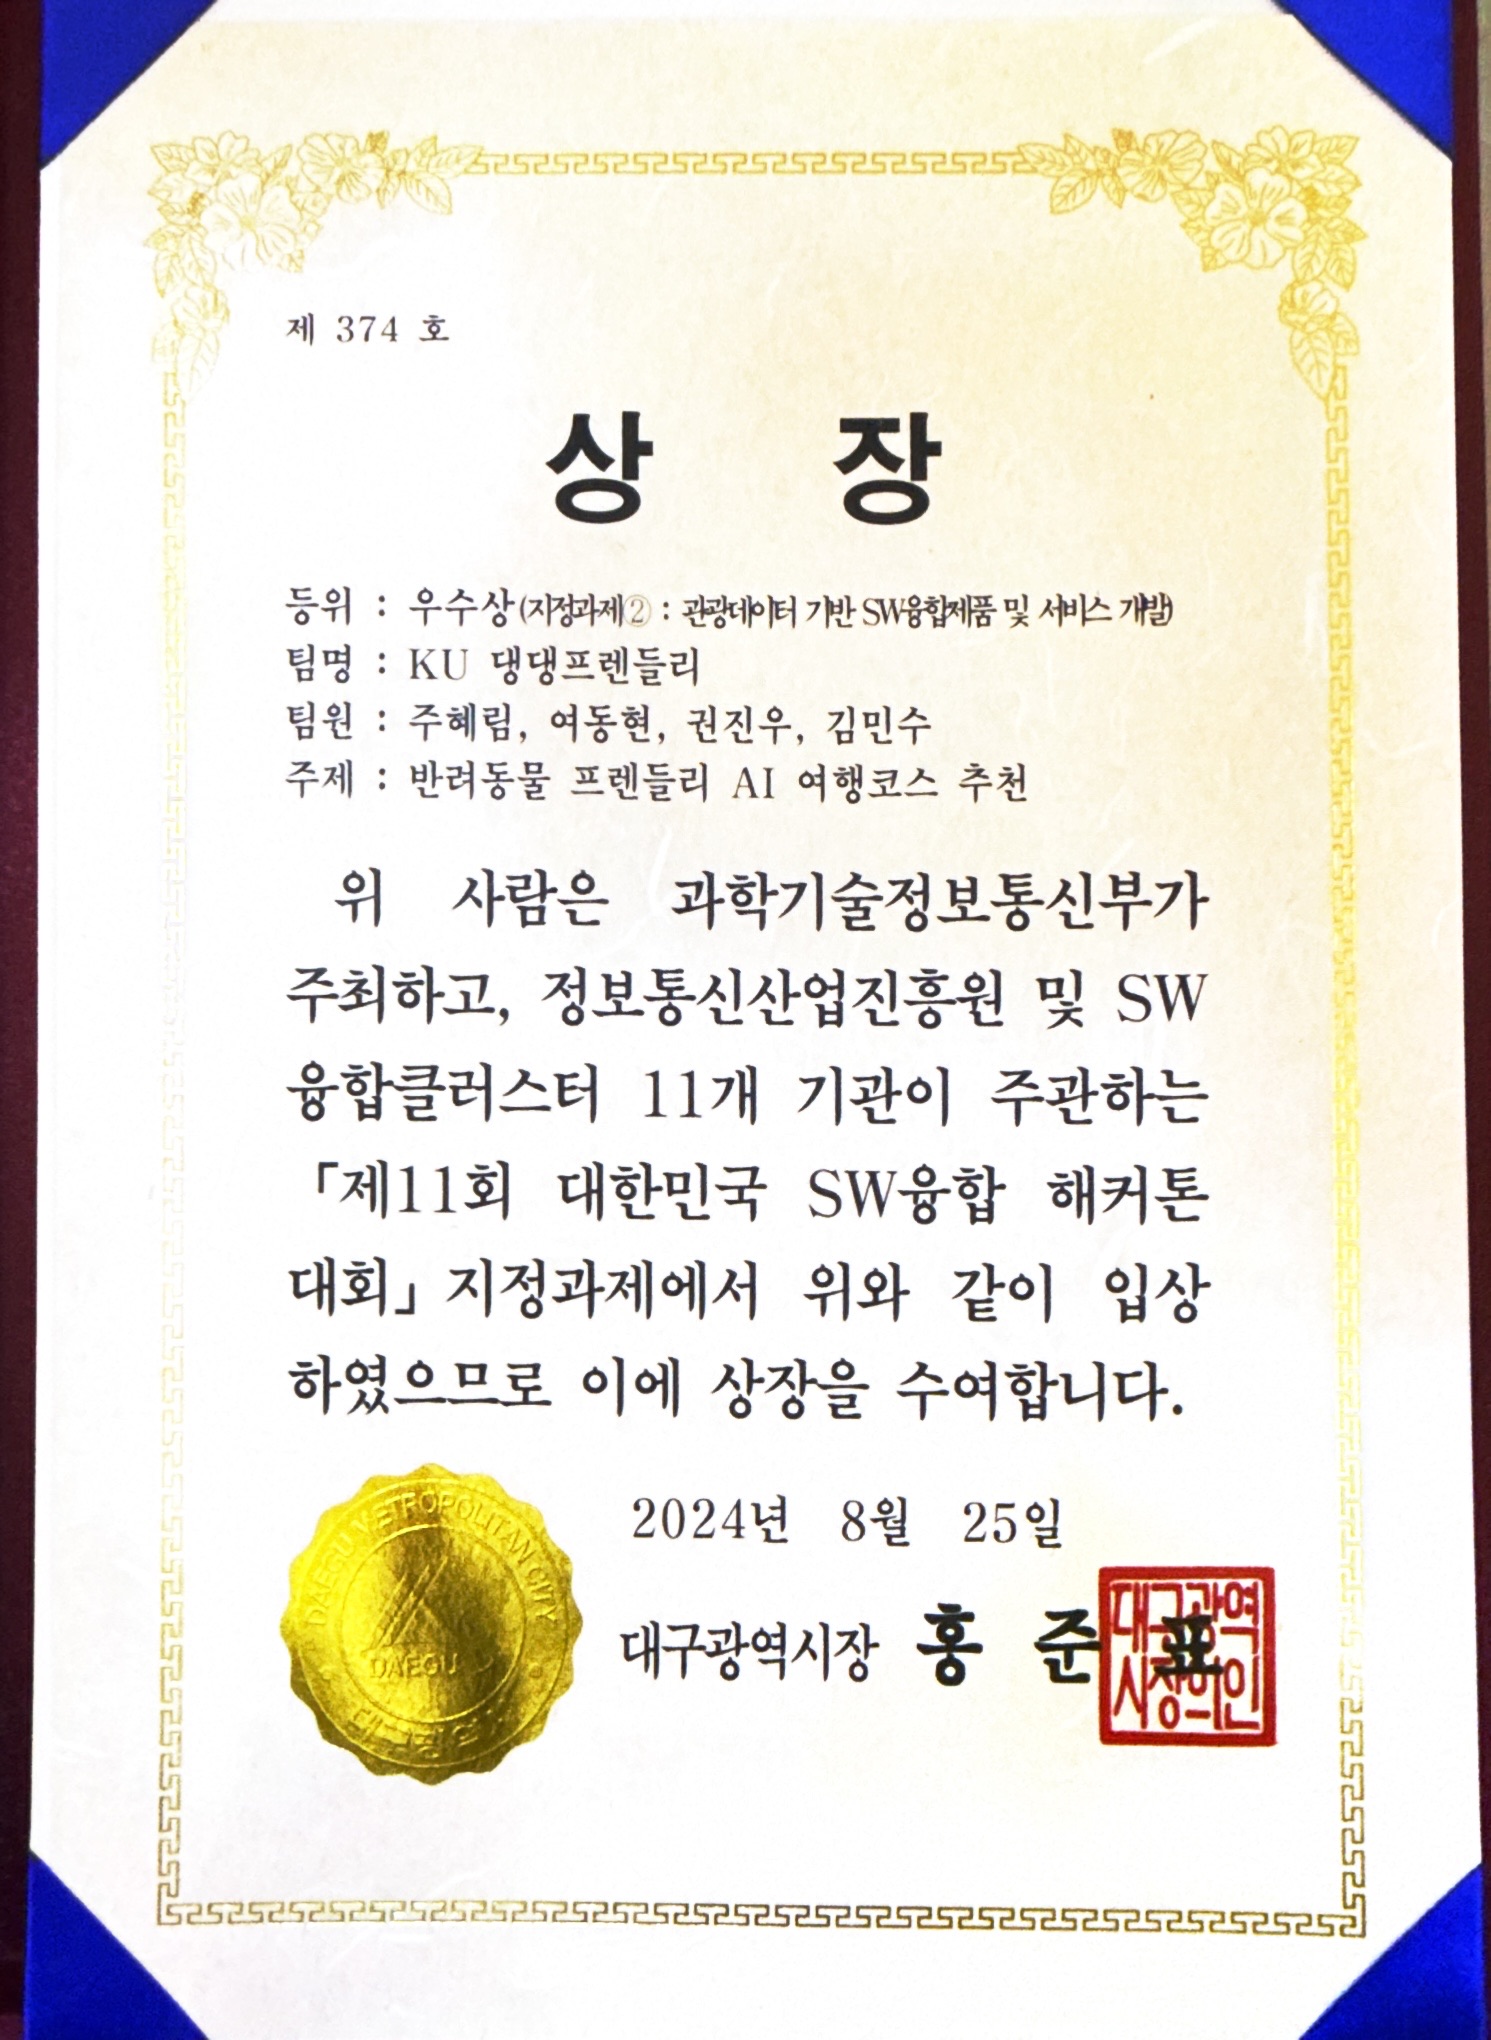 제 374 호
상 장
등위 : 우수상(지정과제② : 관광데이터 기반 SW융합제품 및 서비스 개발)
팀명 : KU 댕댕프렌들리
팀원 : 주혜림, 여동현, 권진우, 김민수
주제 : 반려동물 프렌들리 AI 여행코스 추천
위 사람은 과학기술정보통신부가
주최하고, 정보통신산업진흥원 및 SW
융합클러스터 11개 기관이 주관하는
「제11회 대한민국 SW융합 해커톤
대회」지정과제에서 위와 같이 입상
하였으므로 이에 상장을 수여합니다.
2024년 8월 25일
대구광역시장 홍 준 표
대구광역
시장의인
DAEGU METROPOLITAN CITY
DAEGU
대구광역시